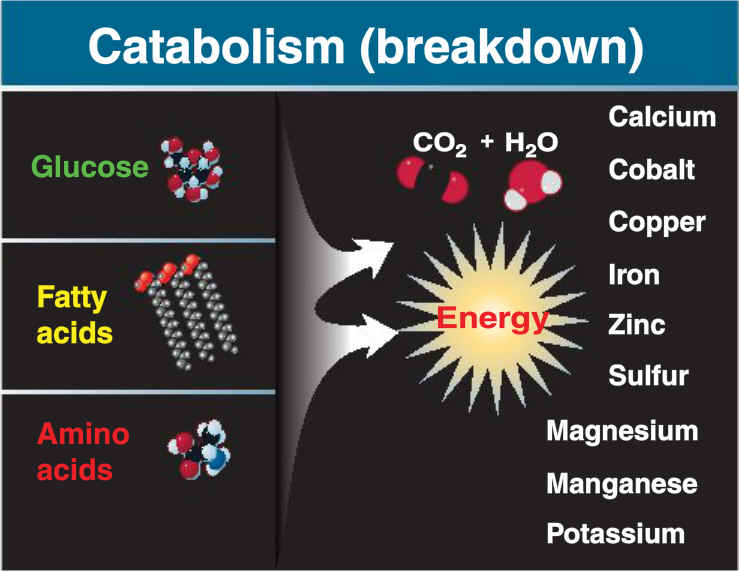 Catabolism (breakdown)
Glucose
Fatty
acids
Amino
acids
CO₂ + H₂O
Energy
Calcium
Cobalt
Copper
Iron
Zinc
Sulfur
Magnesium
Manganese
Potassium